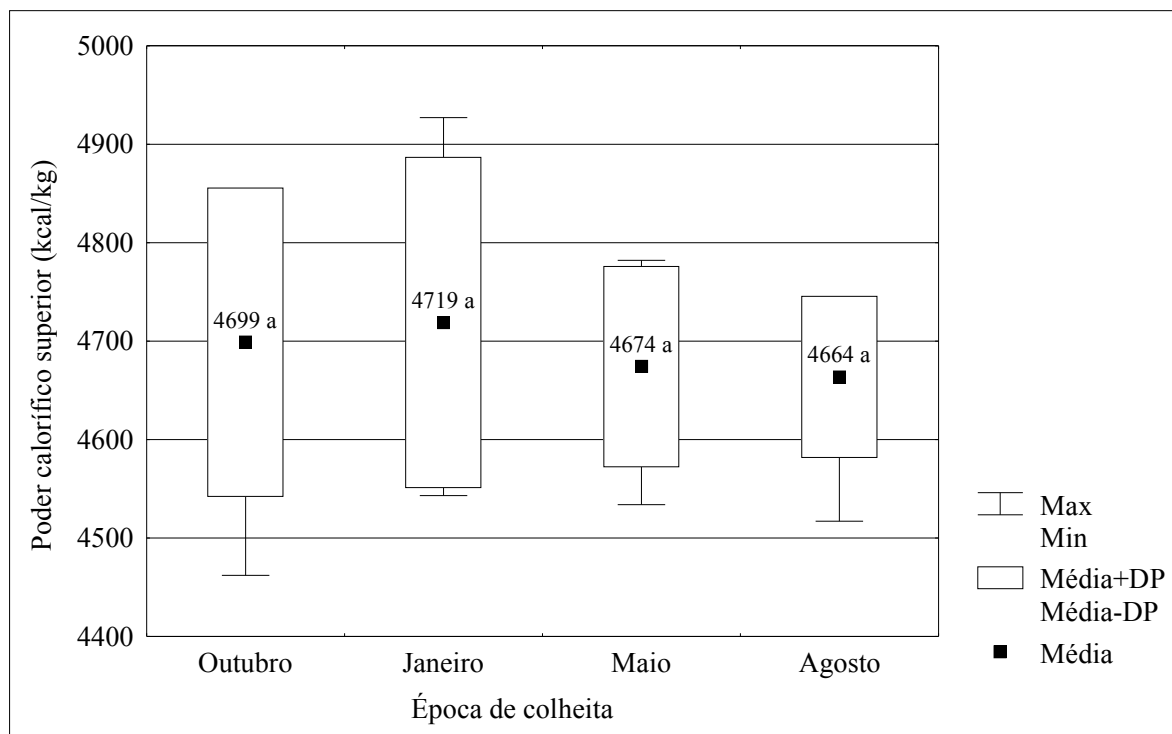 5000
4900
4800
4700
4600
4500
4400
Poder calorífico superior (kcal/kg)
4699 a
4719 a
4674 a
4664 a
Outubro
Janeiro
Maio
Agosto
Época de colheita
Max
Min
Média+DP
Média-DP
Média